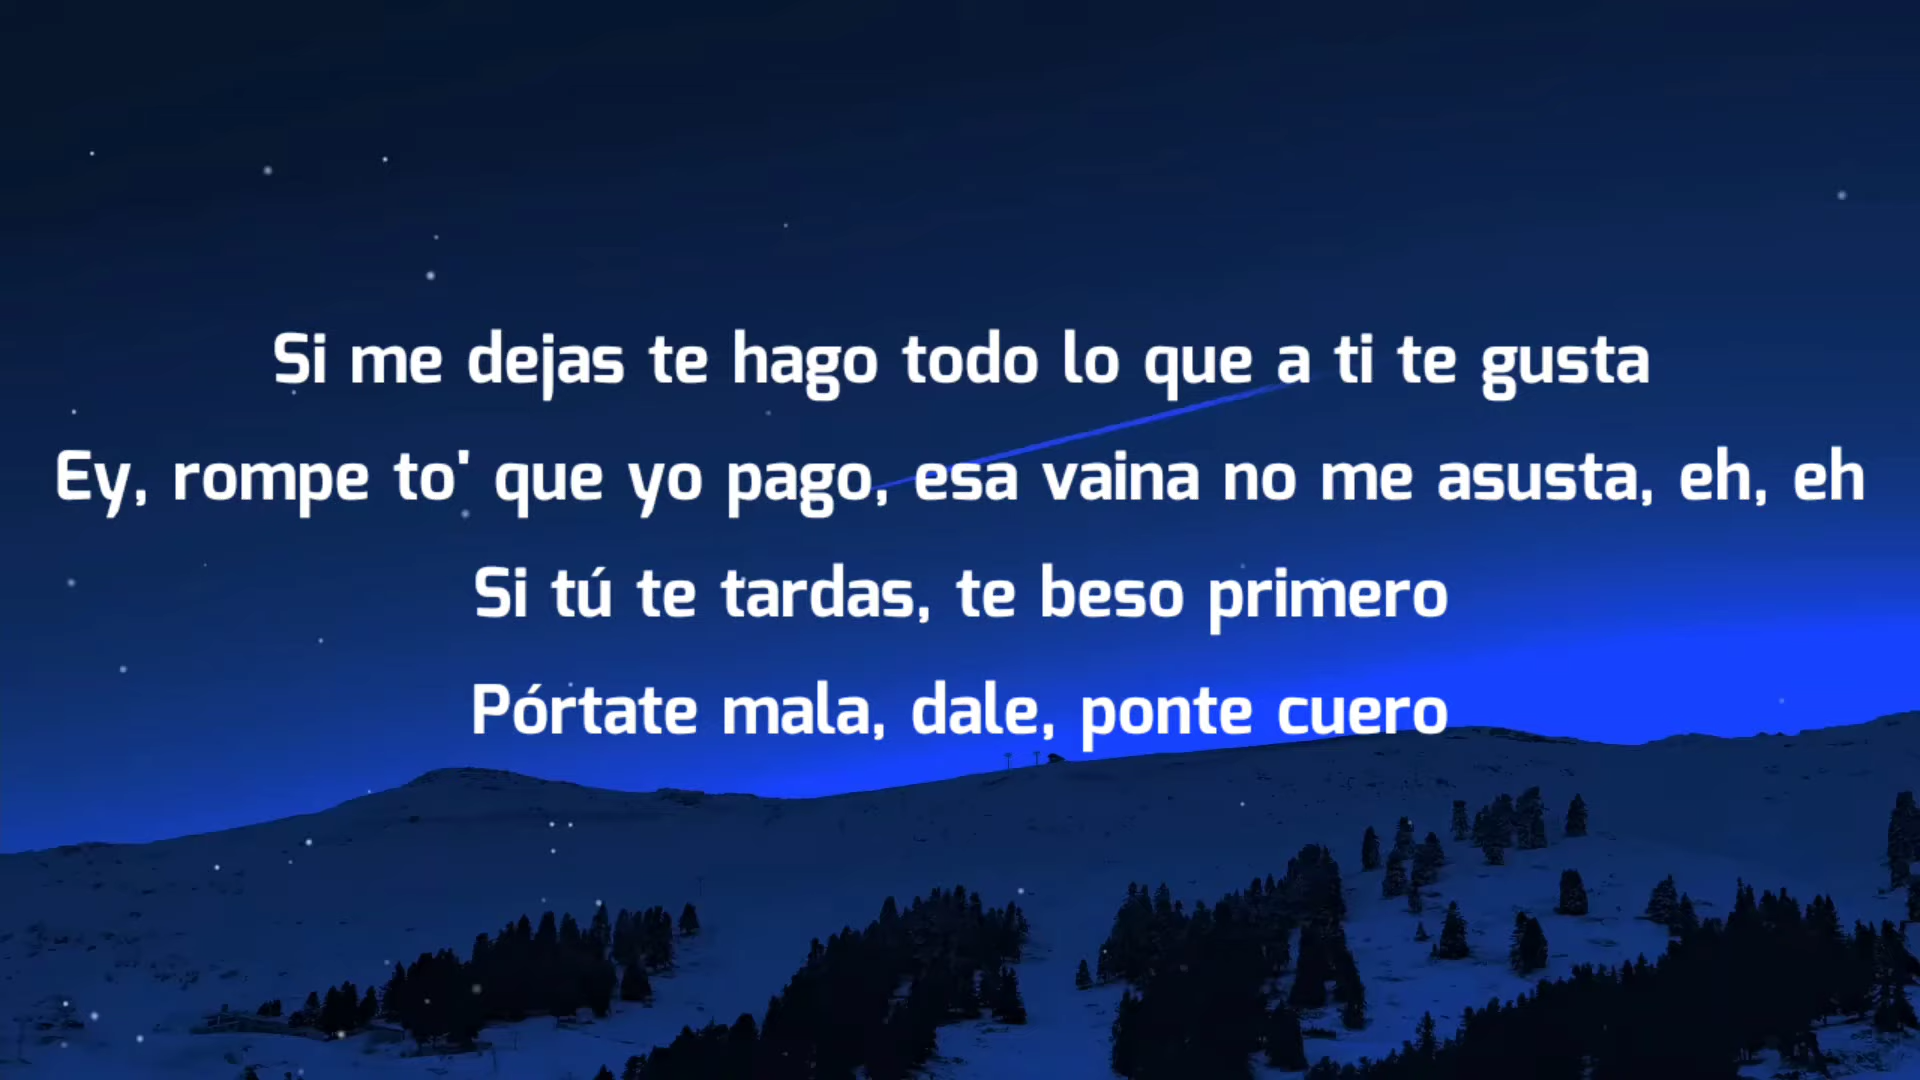 Si me dejas te hago todo lo que a ti te gusta
Ey, rompe to' que yo pago, esa vaina no me asusta, eh, eh
Si tú te tardas, te beso primero
Pórtate mala, dale, ponte cuero